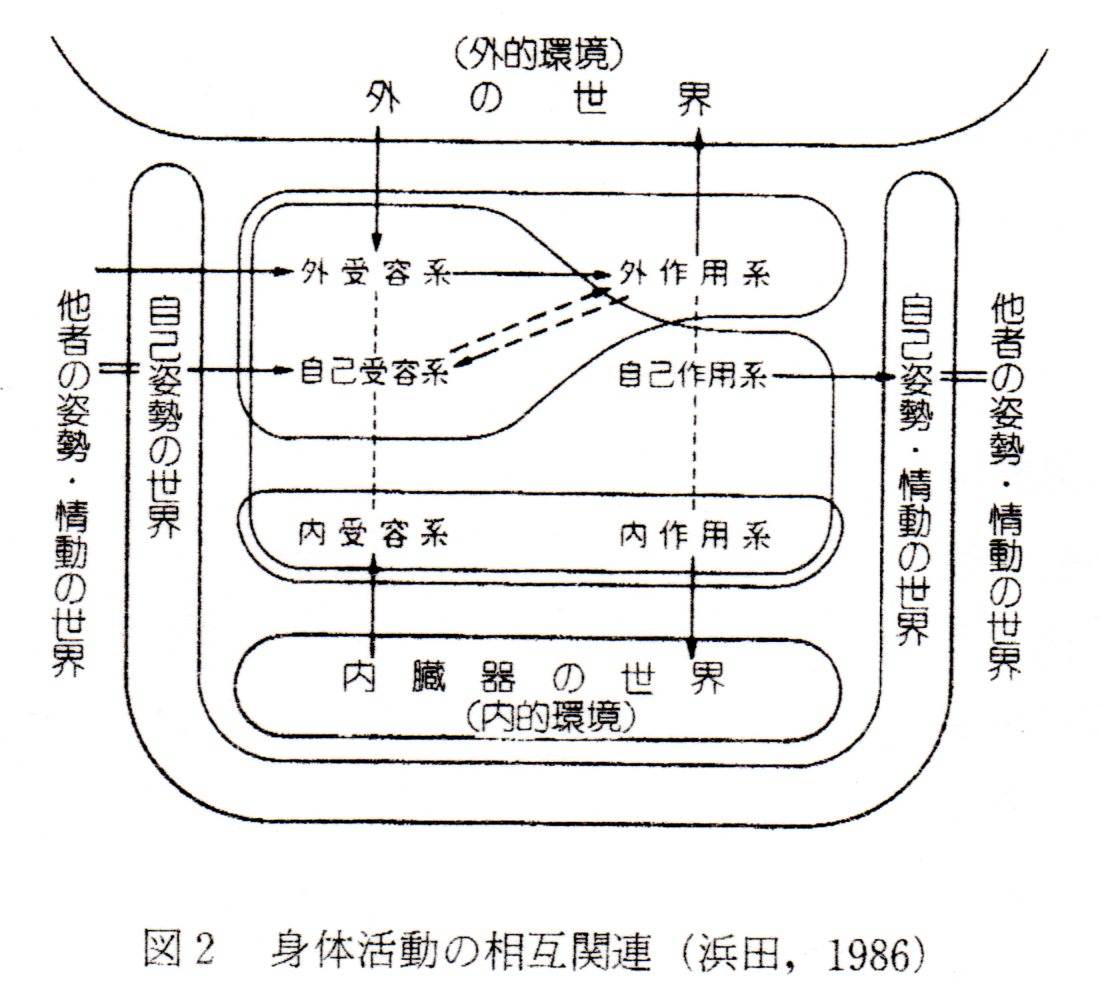 (外的環境)
外の世界
外受容系
外作用系
自己受容系
自己作用系
内受容系
内作用系
内臓器の世界
(内的環境)
他者の姿勢・情動の世界
自己姿勢の世界
自己姿勢・情動の世界
他者の姿勢・情動の世界
図2 身体活動の相互関連(浜田,1986)